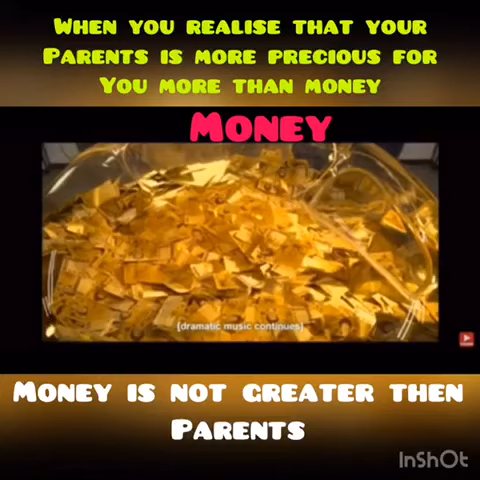 When you realise that your
Parents is more precious for
You more than money
Money
[dramatic music continues]
Money is not greater then
Parents
InShOt